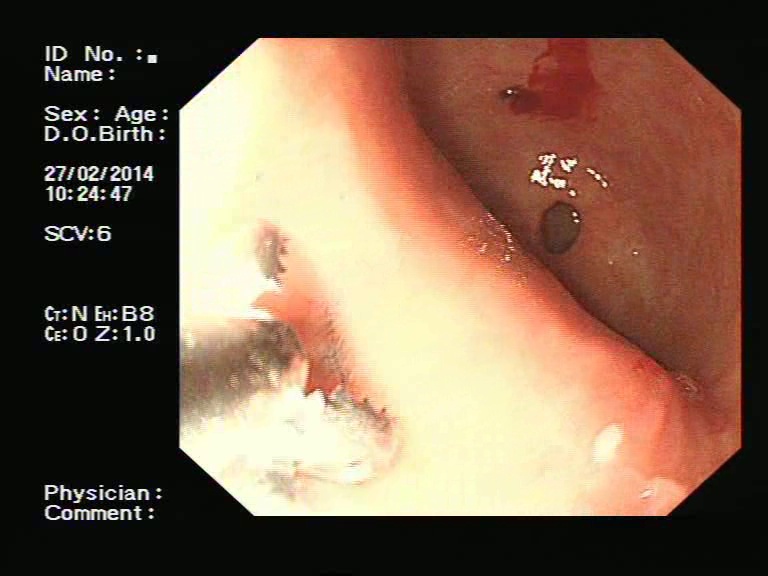 ID No. :
Name:
Sex: Age:
D.O.Birth:
27/02/2014
10:24:47
SCV:6
CT:N EH:B8
CE:0 Z:1.0
Physician:
Comment: